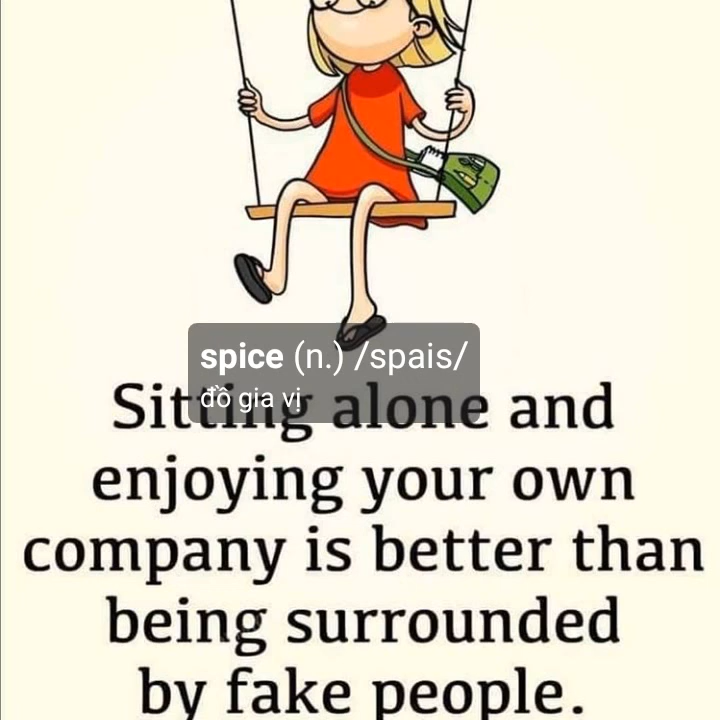 spice (n.) /spais/
đồ gia vị
Sitting alone and
enjoying your own
company is better than
being surrounded
by fake people.